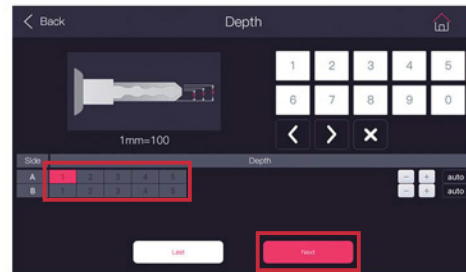 Back
Depth
1 2 3 4 5
6 7 8 9 0
1mm=100
Side Depth
A 1 2 3 4 5 - + auto
B 1 2 3 4 5 - + auto
Last Next